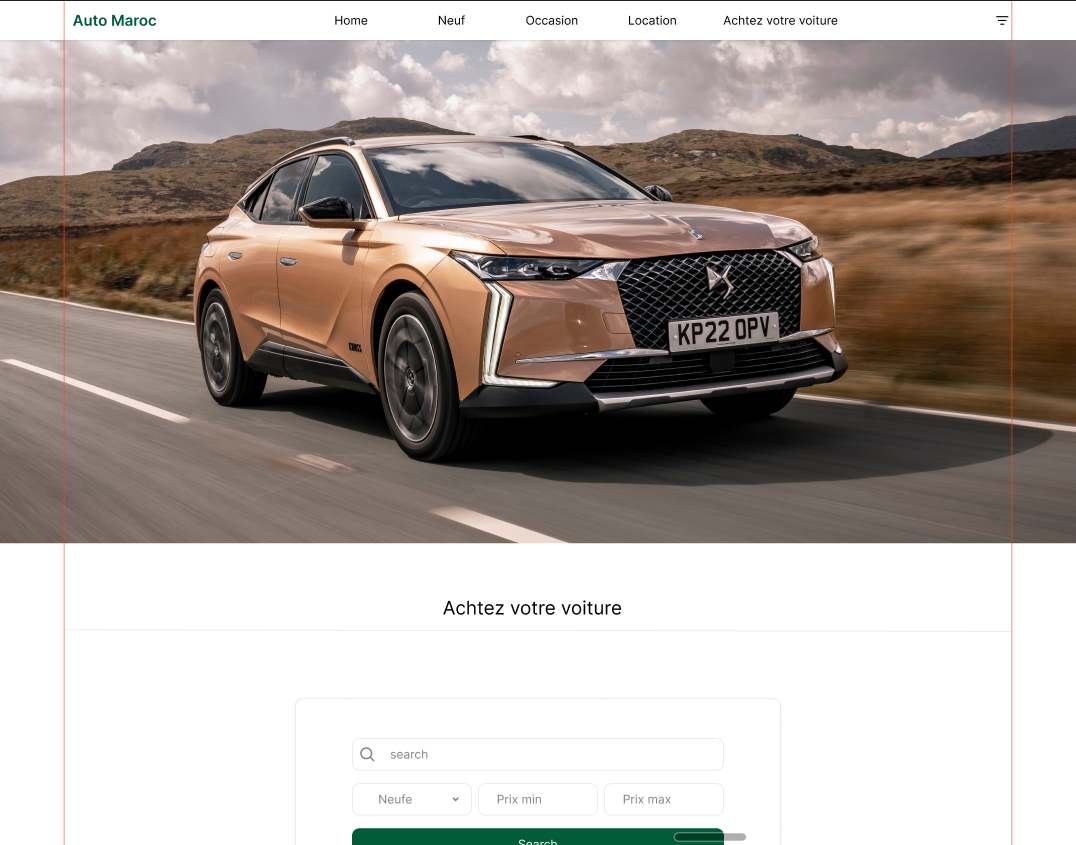 Auto Maroc
Home
Neuf
Occasion
Location
Achtez votre voiture
CROSS
KP22 OPV
Achtez votre voiture
search
Neufe
Prix min
Prix max
Search